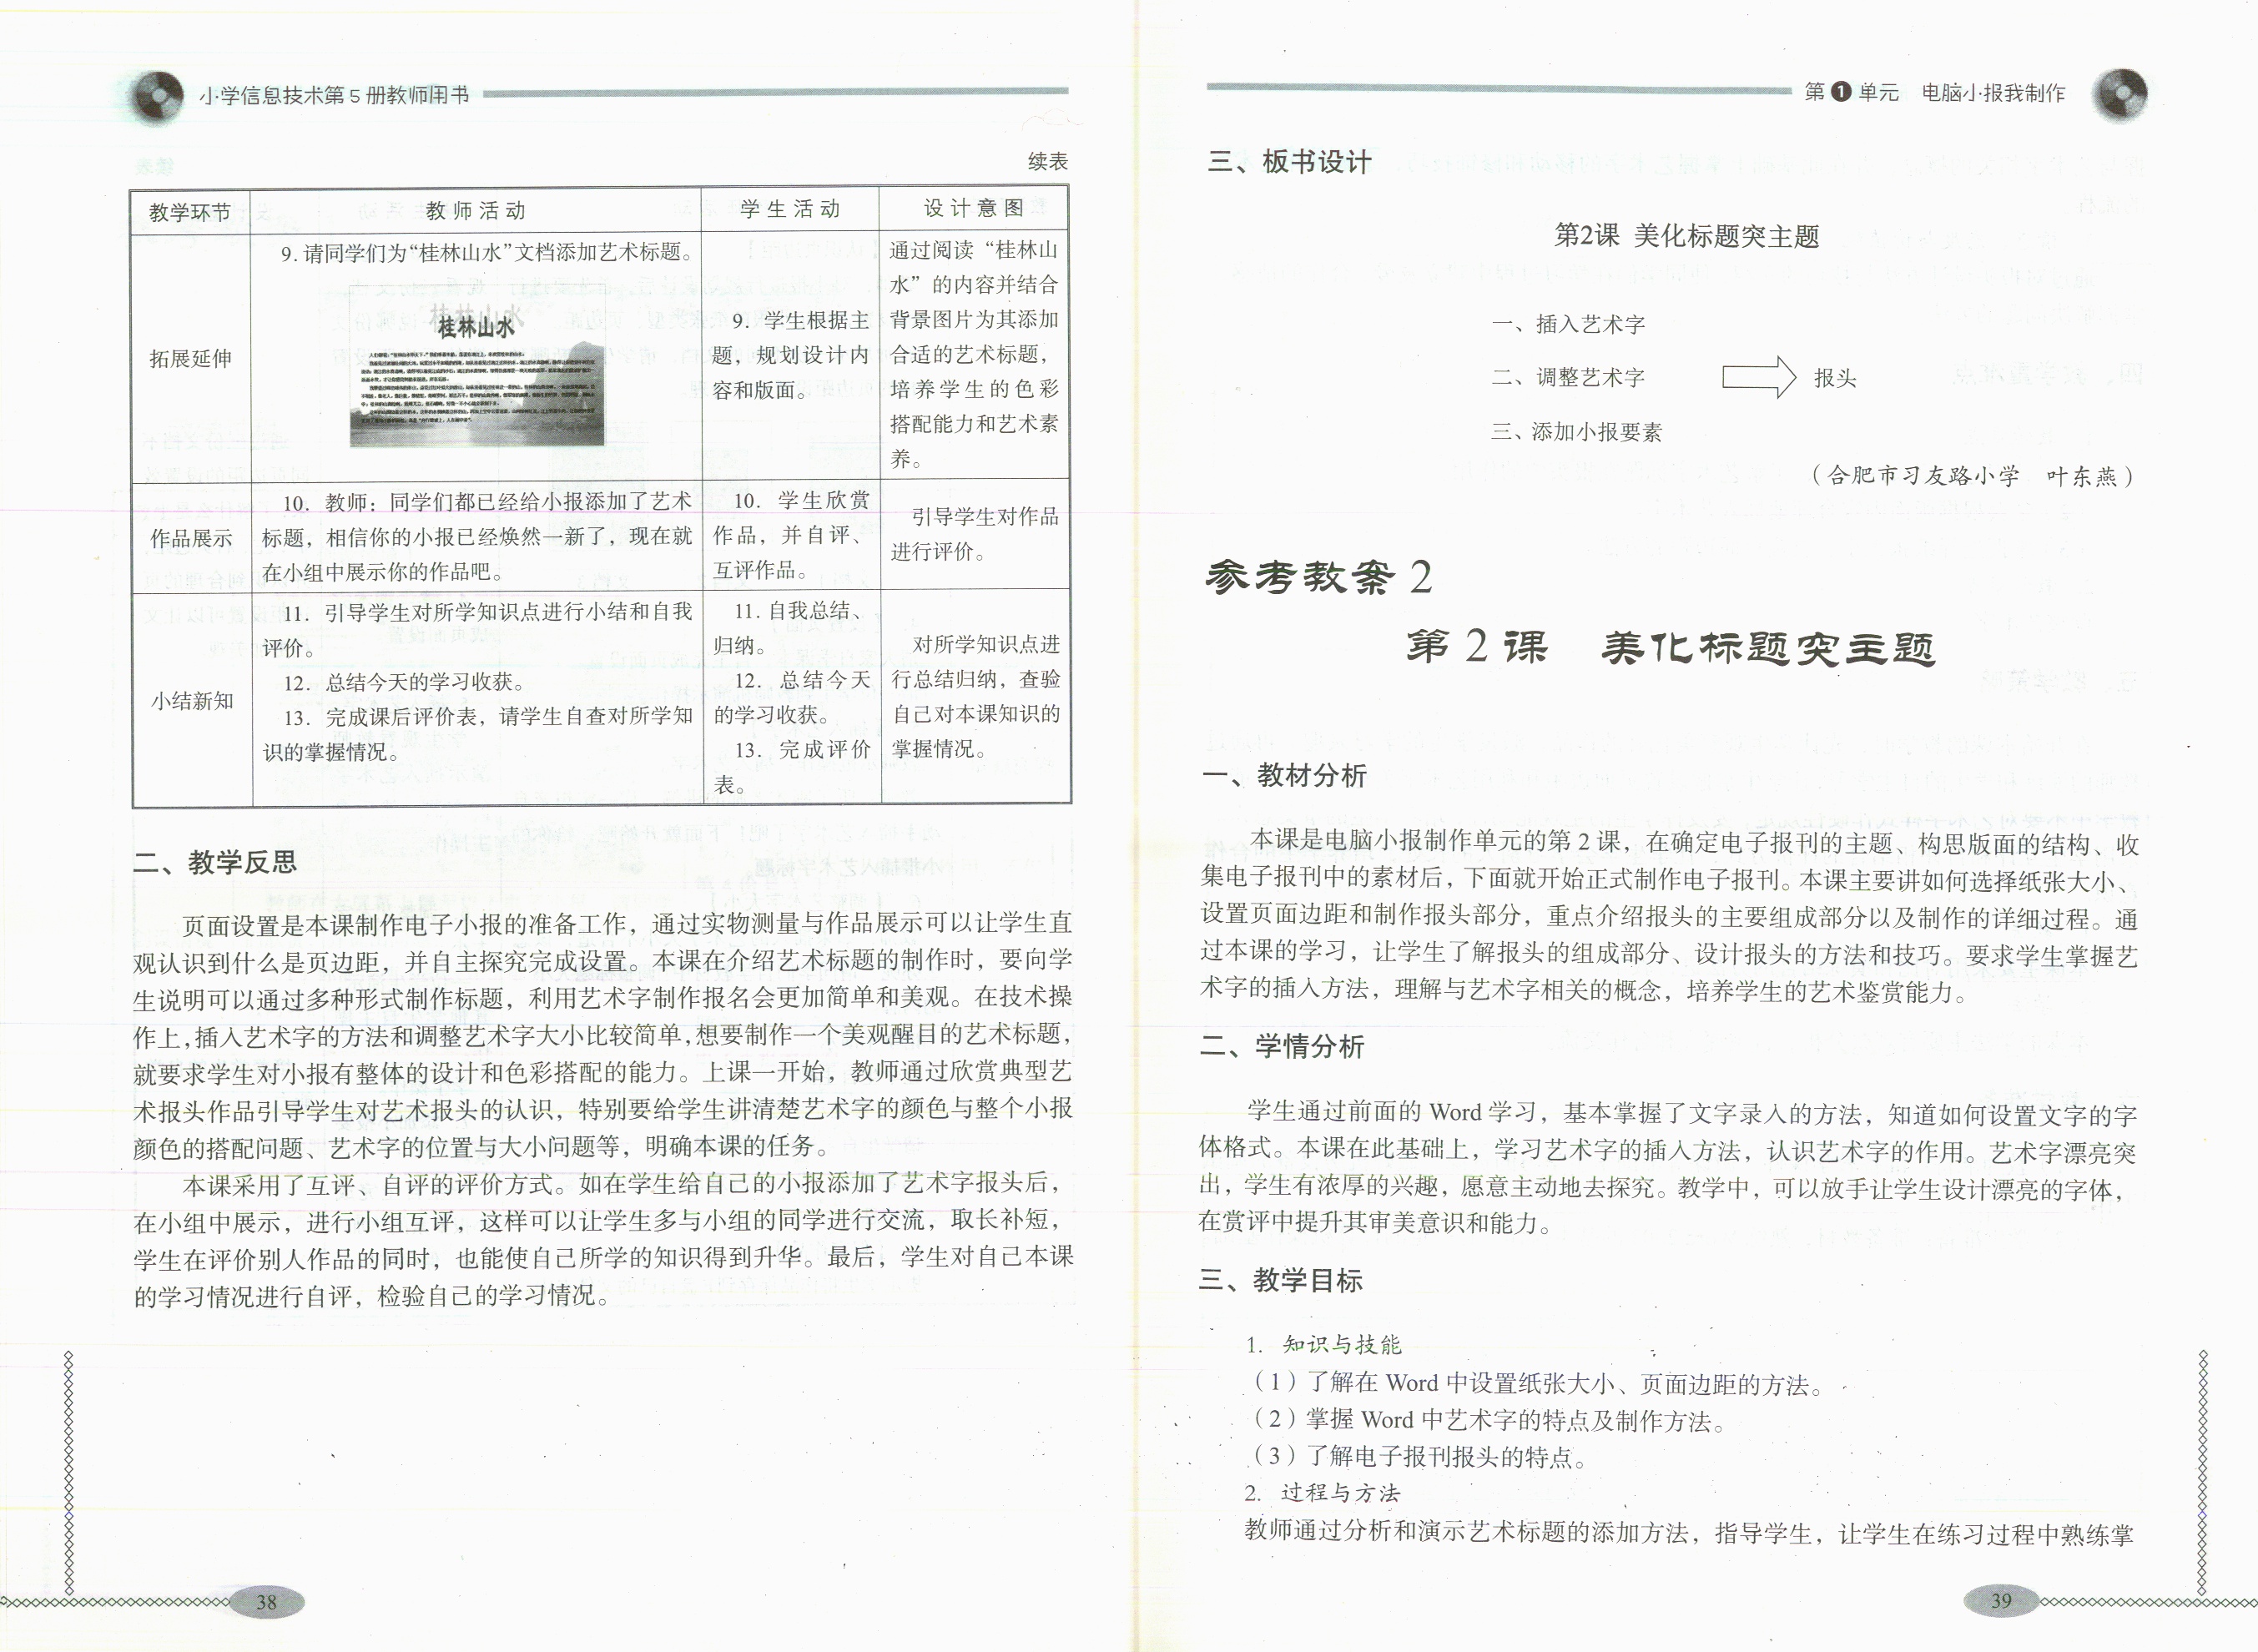 小学信息技术第5册教师用书
续表
教学环节
教师活动
学生活动
设计意图
拓展延伸
9.请同学们为“桂林山水”文档添加艺术标题。
桂林山水
9. 学生根据主
题，规划设计内
容和版面。
通过阅读“桂林山
水”的内容并结合
背景图片为其添加
合适的艺术标题，
培养学生的色彩
搭配能力和艺术素
养。
作品展示
10. 教师：同学们都已经给小报添加了艺术
标题，相信你的小报已经焕然一新了，现在就
在小组中展示你的作品吧。
10. 学生欣赏
作品，并自评、
互评作品。
引导学生对作品
进行评价。
小结新知
11. 引导学生对所学知识点进行小结和自我
评价。
12. 总结今天的学习收获。
13. 完成课后评价表，请学生自查对所学知
识的掌握情况。
11. 自我总结、
归纳。
12. 总结今天
的学习收获。
13. 完成评价
表。
对所学知识点进
行总结归纳，查验
自己对本课知识的
掌握情况。
二、教学反思
页面设置是本课制作电子小报的准备工作，通过实物测量与作品展示可以让学生直
观认识到什么是页边距，并自主探究完成设置。本课在介绍艺术标题的制作时，要向学
生说明可以通过多种形式制作标题，利用艺术字制作报名会更加简单和美观。在技术操
作上，插入艺术字的方法和调整艺术字大小比较简单，想要制作一个美观醒目的艺术标题，
就要求学生对小报有整体的设计和色彩搭配的能力。上课一开始，教师通过欣赏典型艺
术报头作品引导学生对艺术报头的认识，特别要给学生讲清楚艺术字的颜色与整个小报
颜色的搭配问题、艺术字的位置与大小问题等，明确本课的任务。
本课采用了互评、自评的评价方式。如在学生给自己的小报添加了艺术字报头后，
在小组中展示，进行小组互评，这样可以让学生多与小组的同学进行交流，取长补短，
学生在评价别人作品的同时，也能使自己所学的知识得到升华。最后，学生对自己本课
的学习情况进行自评，检验自己的学习情况。
38
第1单元 电脑小报我制作
三、板书设计
第2课 美化标题突主题
一、插入艺术字
二、调整艺术字
报头
三、添加小报要素
（合肥市习友路小学 叶东燕）
参考教案2
第2课 美化标题突主题
一、教材分析
本课是电脑小报制作单元的第2课，在确定电子报刊的主题、构思版面的结构、收
集电子报刊中的素材后，下面就开始正式制作电子报刊。本课主要讲如何选择纸张大小、
设置页面边距和制作报头部分，重点介绍报头的主要组成部分以及制作的详细过程。通
过本课的学习，让学生了解报头的组成部分、设计报头的方法和技巧。要求学生掌握艺
术字的插入方法，理解与艺术字相关的概念，培养学生的艺术鉴赏能力。
二、学情分析
学生通过前面的 Word 学习，基本掌握了文字录入的方法，知道如何设置文字的字
体格式。本课在此基础上，学习艺术字的插入方法，认识艺术字的作用。艺术字漂亮突
出，学生有浓厚的兴趣，愿意主动地去探究。教学中，可以放手让学生设计漂亮的字体，
在赏评中提升其审美意识和能力。
三、教学目标
1. 知识与技能
（1）了解在 Word 中设置纸张大小、页面边距的方法。
（2）掌握 Word 中艺术字的特点及制作方法。
（3）了解电子报刊报头的特点。
2. 过程与方法
教师通过分析和演示艺术标题的添加方法，指导学生，让学生在练习过程中熟练掌
39